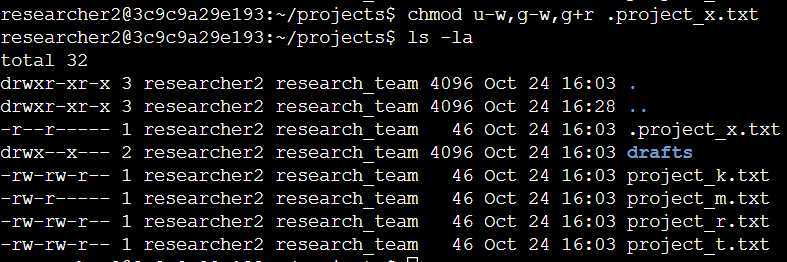 researcher2@3c9c9a29e193:~/projects$ chmod u-w,g-w,g+r .project_x.txt
researcher2@3c9c9a29e193:~/projects$ ls -la
total 32
drwxr-xr-x 3 researcher2 research_team 4096 Oct 24 16:03 .
drwxr-xr-x 3 researcher2 research_team 4096 Oct 24 16:28 ..
-r--r----- 1 researcher2 research_team   46 Oct 24 16:03 .project_x.txt
drwx--x--- 2 researcher2 research_team 4096 Oct 24 16:03 drafts
-rw-rw-r-- 1 researcher2 research_team   46 Oct 24 16:03 project_k.txt
-rw-r----- 1 researcher2 research_team   46 Oct 24 16:03 project_m.txt
-rw-rw-r-- 1 researcher2 research_team   46 Oct 24 16:03 project_r.txt
-rw-rw-r-- 1 researcher2 research_team   46 Oct 24 16:03 project_t.txt